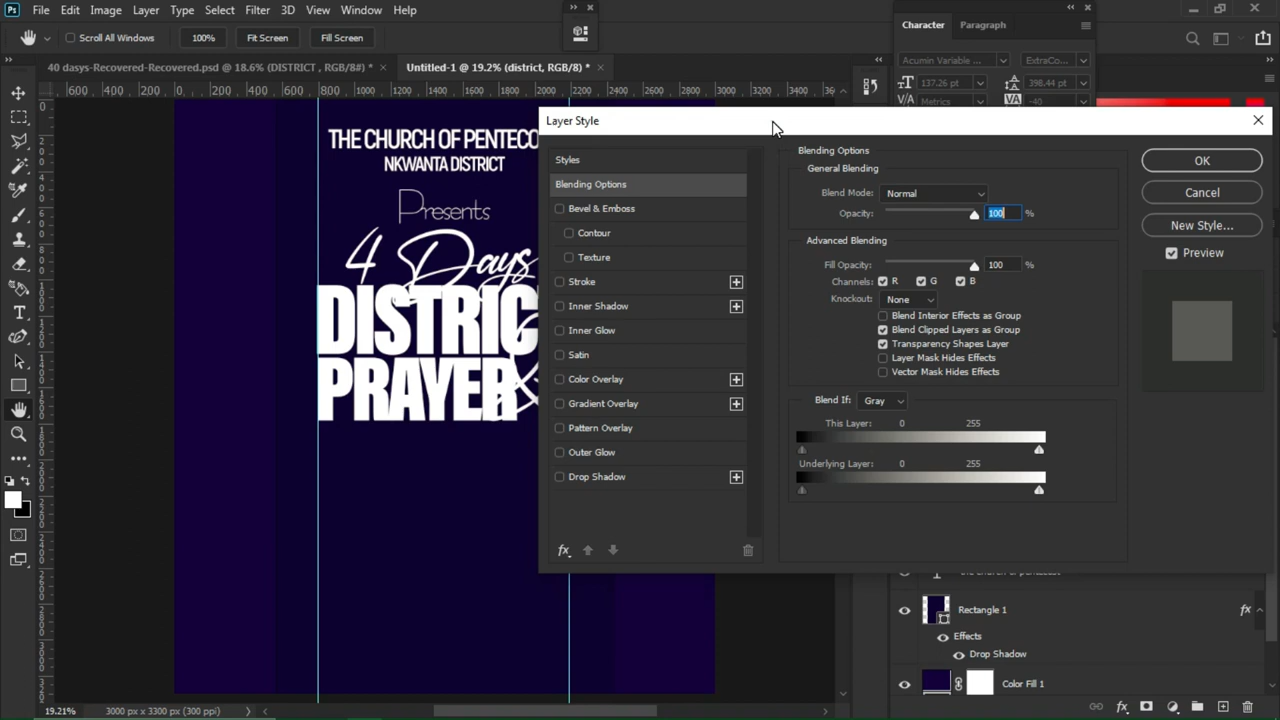 Ps File Edit Image Layer Type Select Filter 3D View Window Help
Scroll All Windows 100% Fit Screen Fill Screen
Character Paragraph
Acumin Variable ... ExtraCo...
137.26 pt 398.44 pt
Metrics -40
40 dasys-Recovered-Recovered.psd @ 18.6% (DISTRICT , RGB/8#) * Untitled-1 @ 19.2% (district, RGB/8) *
600 400 200 0 200 400 600 800 1000 1200 1400 1600 1800 2000 2200 2400 2600 2800 3000 3200 3400 3600
THE CHURCH OF PENTECO
NKWANTA DISTRICT
Presents
4 Days
DISTRIC
PRAYER &
Layer Style
Styles
Blending Options
Bevel & Emboss
Contour
Texture
Stroke
Inner Shadow
Inner Glow
Satin
Color Overlay
Gradient Overlay
Pattern Overlay
Outer Glow
Drop Shadow
fx
Blending Options
General Blending
Blend Mode: Normal
Opacity: 100 %
Advanced Blending
Fill Opacity: 100 %
Channels: R G B
Knockout: None
Blend Interior Effects as Group
Blend Clipped Layers as Group
Transparency Shapes Layer
Layer Mask Hides Effects
Vector Mask Hides Effects
Blend If: Gray
This Layer: 0 255
Underlying Layer: 0 255
OK
Cancel
New Style...
Preview
Rectangle 1 fx
Effects
Drop Shadow
Color Fill 1
19.21% 3000 px x 3300 px (300 ppi)
fx